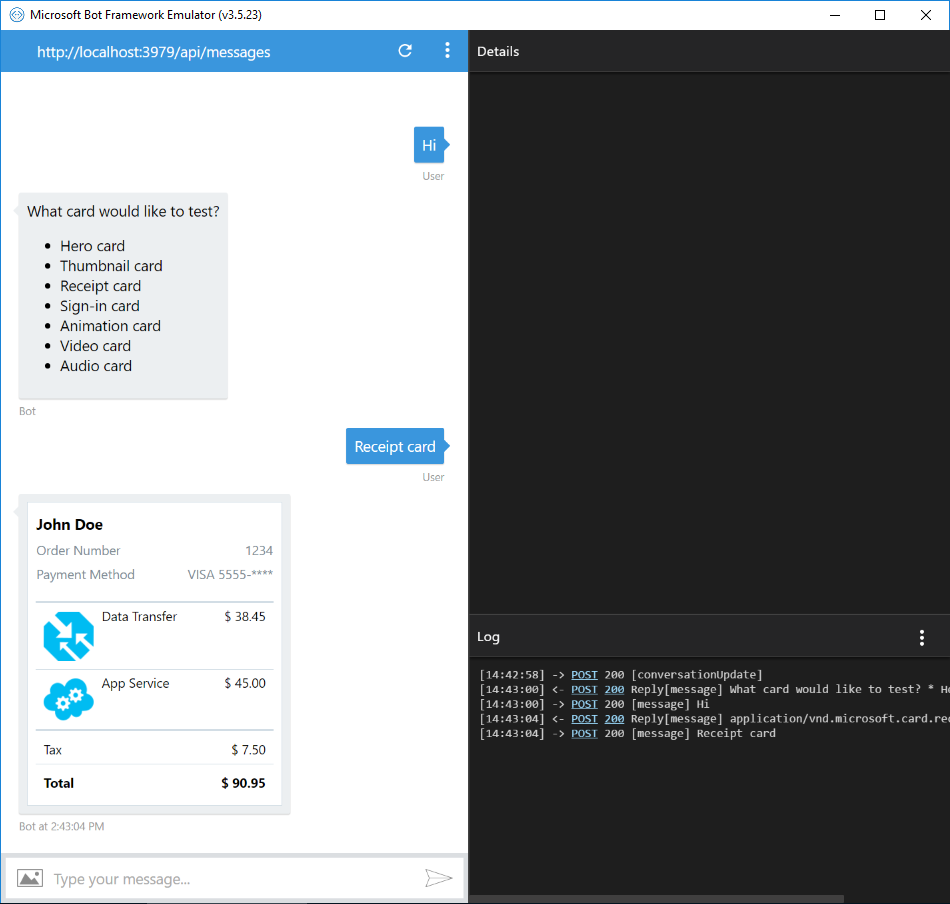 Microsoft Bot Framework Emulator (v3.5.23)
http://localhost:3979/api/messages
Hi
User
What card would like to test?
• Hero card
• Thumbnail card
• Receipt card
• Sign-in card
• Animation card
• Video card
• Audio card
Bot
Receipt card
User
John Doe
Order Number 1234
Payment Method VISA 5555-****
Data Transfer $ 38.45
App Service $ 45.00
Tax $ 7.50
Total $ 90.95
Bot at 2:43:04 PM
Type your message...
Details
Log
[14:42:58] -> POST 200 [conversationUpdate]
[14:43:00] <- POST 200 Reply[message] What card would like to test? * He
[14:43:00] -> POST 200 [message] Hi
[14:43:04] <- POST 200 Reply[message] application/vnd.microsoft.card.rec
[14:43:04] -> POST 200 [message] Receipt card